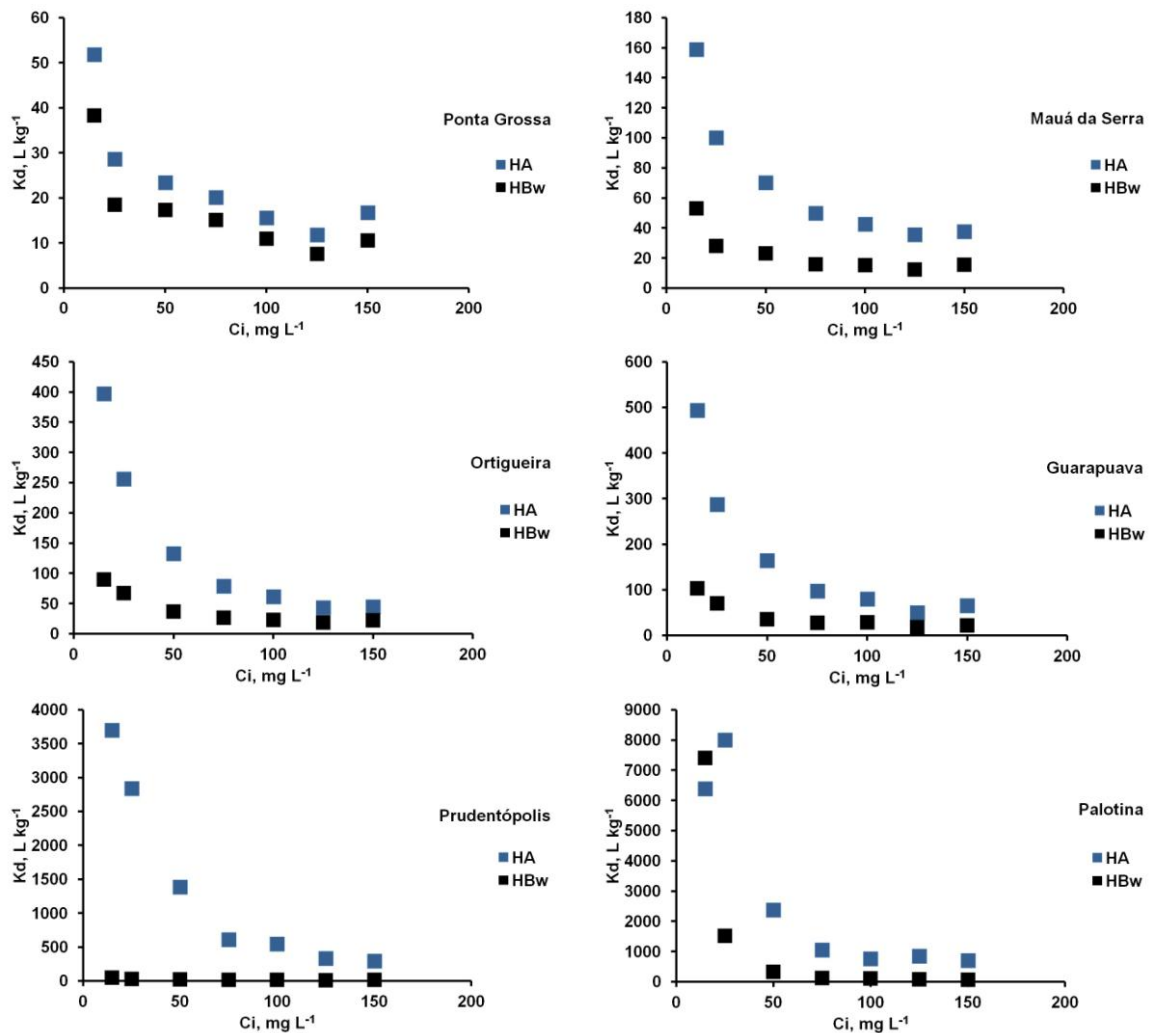 60
50
40
30
20
10
0
Kd, L kg-1
0 50 100 150 200
Ci, mg L-1
Ponta Grossa
HA
HBw
180
160
140
120
100
80
60
40
20
0
Kd, L kg-1
0 50 100 150 200
Ci, mg L-1
Mauá da Serra
HA
HBw
450
400
350
300
250
200
150
100
50
0
Kd, L kg-1
0 50 100 150 200
Ci, mg L-1
Ortigueira
HA
HBw
600
500
400
300
200
100
0
Kd, L kg-1
0 50 100 150 200
Ci, mg L-1
Guarapuava
HA
HBw
4000
3500
3000
2500
2000
1500
1000
500
0
Kd, L kg-1
0 50 100 150 200
Ci, mg L-1
Prudentópolis
HA
HBw
9000
8000
7000
6000
5000
4000
3000
2000
1000
0
Kd, L kg-1
0 50 100 150 200
Ci, mg L-1
Palotina
HA
HBw